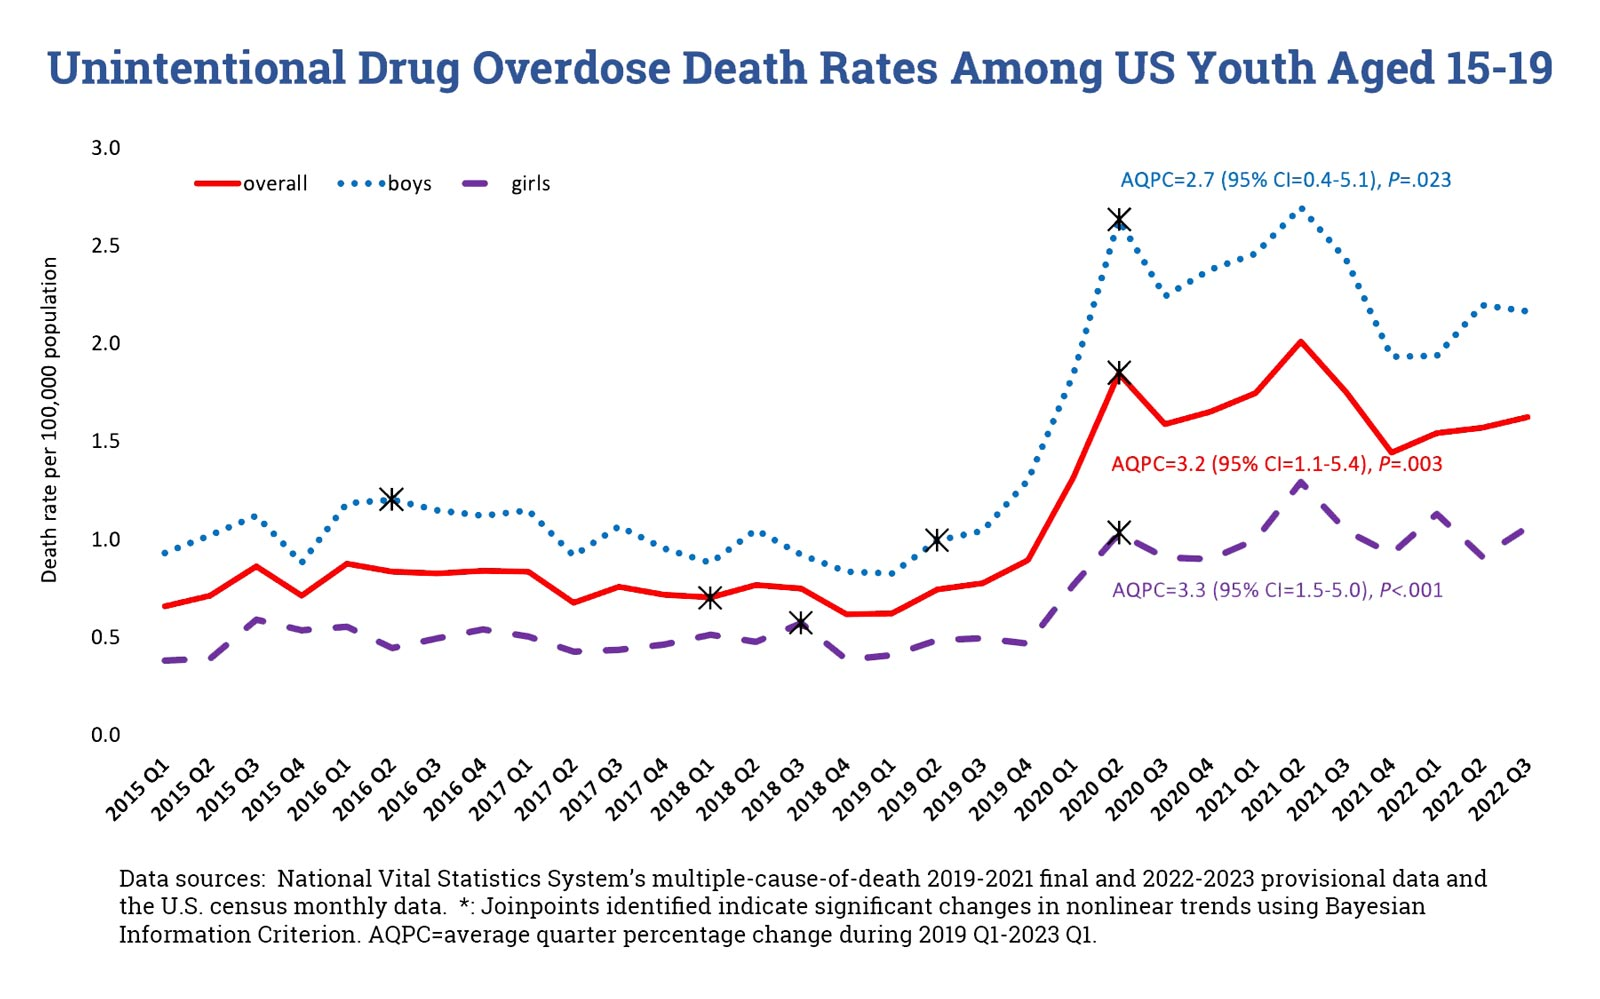 Unintentional Drug Overdose Death Rates Among US Youth Aged 15-19
3.0
overall boys girls
AQPC=2.7 (95% CI=0.4-5.1), P=.023
2.5
Death rate per 100,000 population
2.0
1.5
AQPC=3.2 (95% CI=1.1-5.4), P=.003
1.0
AQPC=3.3 (95% CI=1.5-5.0), P<.001
0.5
0.0
2015 Q1
2015 Q2
2015 Q3
2015 Q4
2016 Q1
2016 Q2
2016 Q3
2016 Q4
2017 Q1
2017 Q2
2017 Q3
2017 Q4
2018 Q1
2018 Q2
2018 Q3
2018 Q4
2019 Q1
2019 Q2
2019 Q3
2019 Q4
2020 Q1
2020 Q2
2020 Q3
2020 Q4
2021 Q1
2021 Q2
2021 Q3
2021 Q4
2022 Q1
2022 Q2
2022 Q3
Data sources: National Vital Statistics System’s multiple-cause-of-death 2019-2021 final and 2022-2023 provisional data and
the U.S. census monthly data. *: Joinpoints identified indicate significant changes in nonlinear trends using Bayesian
Information Criterion. AQPC=average quarter percentage change during 2019 Q1-2023 Q1.